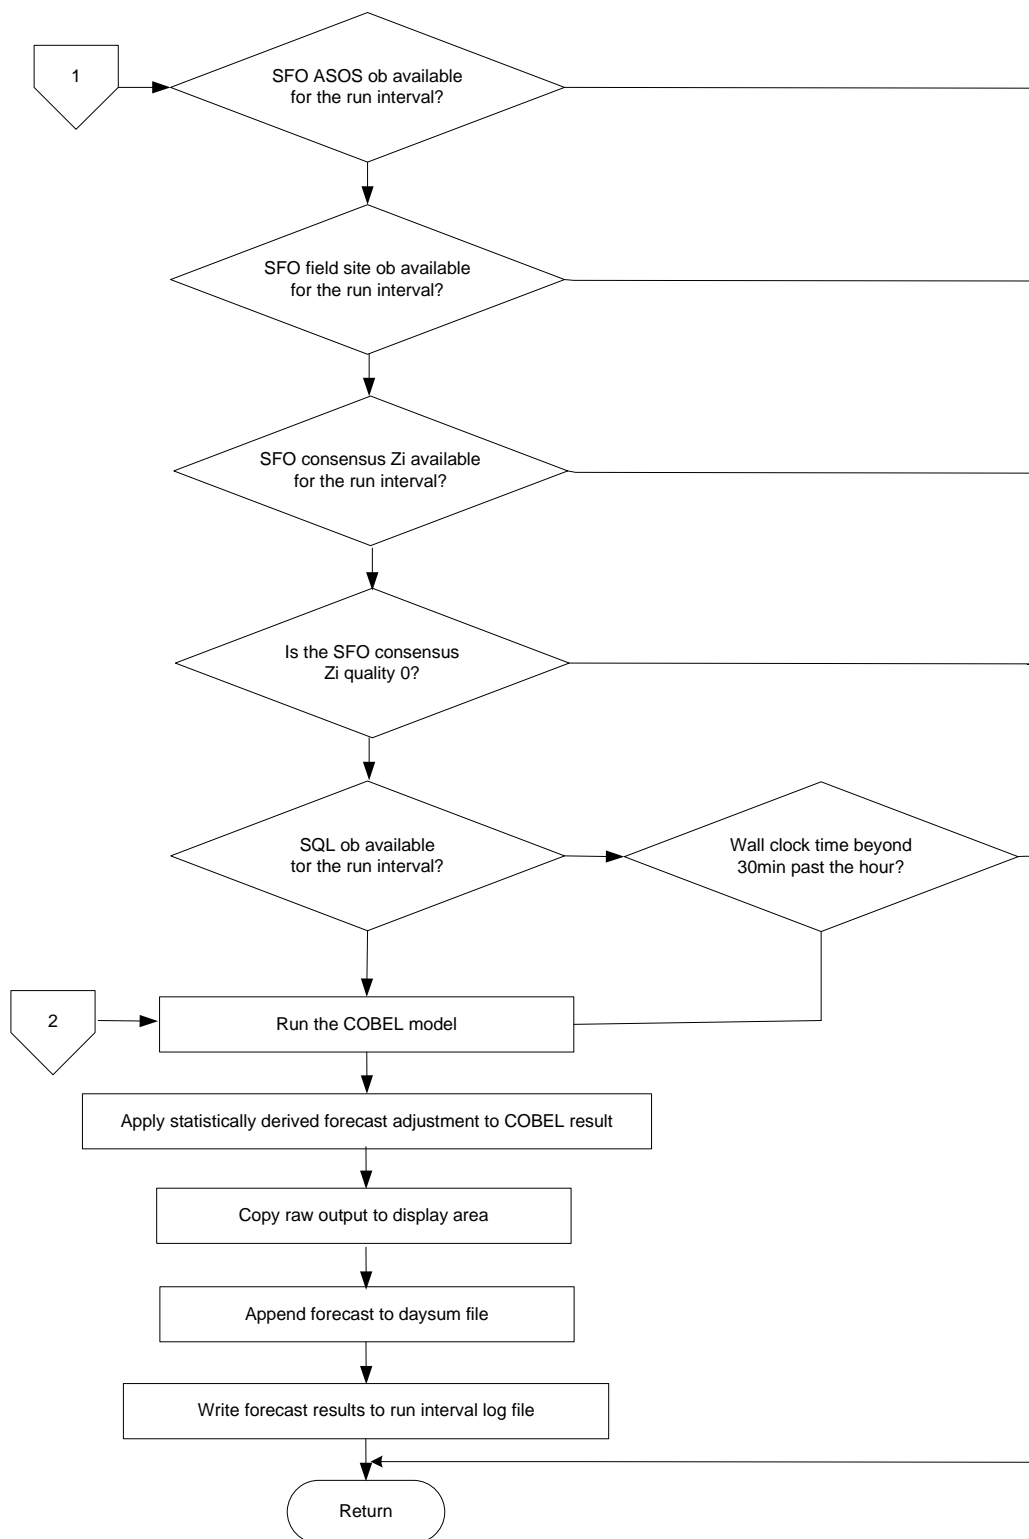 1
SFO ASOS ob available
for the run interval?
SFO field site ob available
for the run interval?
SFO consensus Zi available
for the run interval?
Is the SFO consensus
Zi quality 0?
SQL ob available
tor the run interval?
Wall clock time beyond
30min past the hour?
2
Run the COBEL model
Apply statistically derived forecast adjustment to COBEL result
Copy raw output to display area
Append forecast to daysum file
Write forecast results to run interval log file
Return